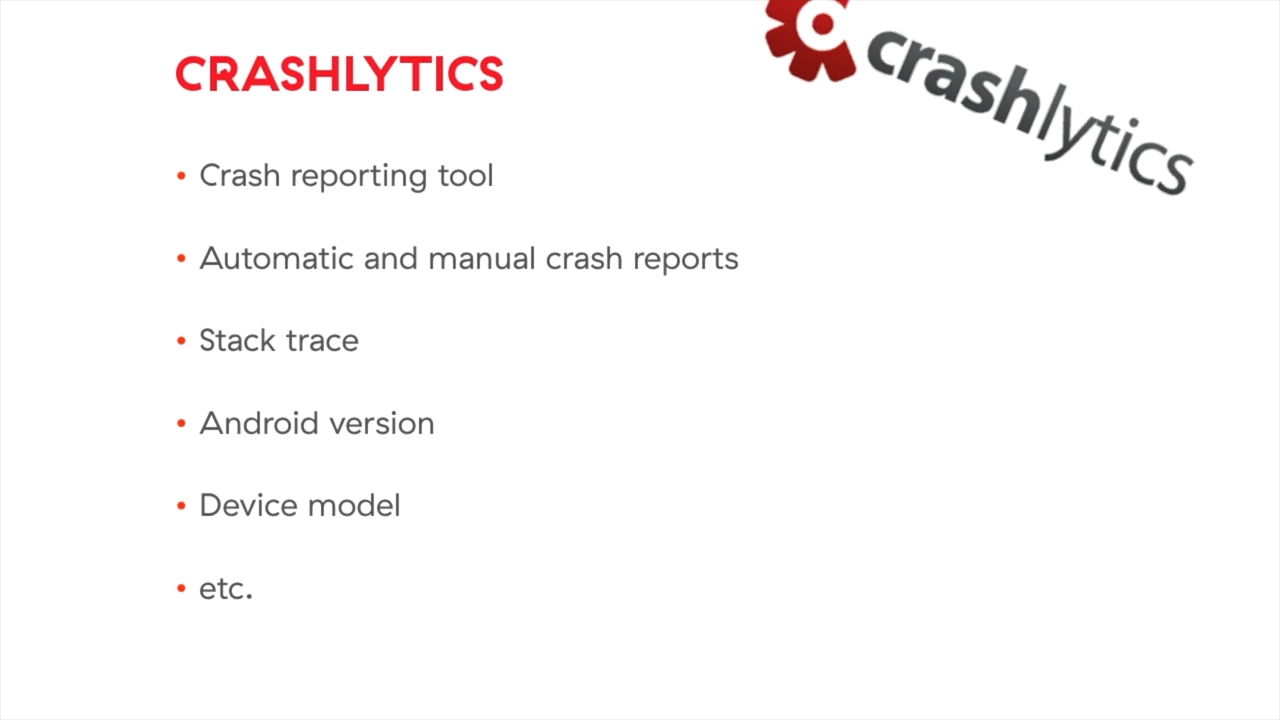 CRASHLYTICS
crashlytics
• Crash reporting tool
• Automatic and manual crash reports
• Stack trace
• Android version
• Device model
• etc.